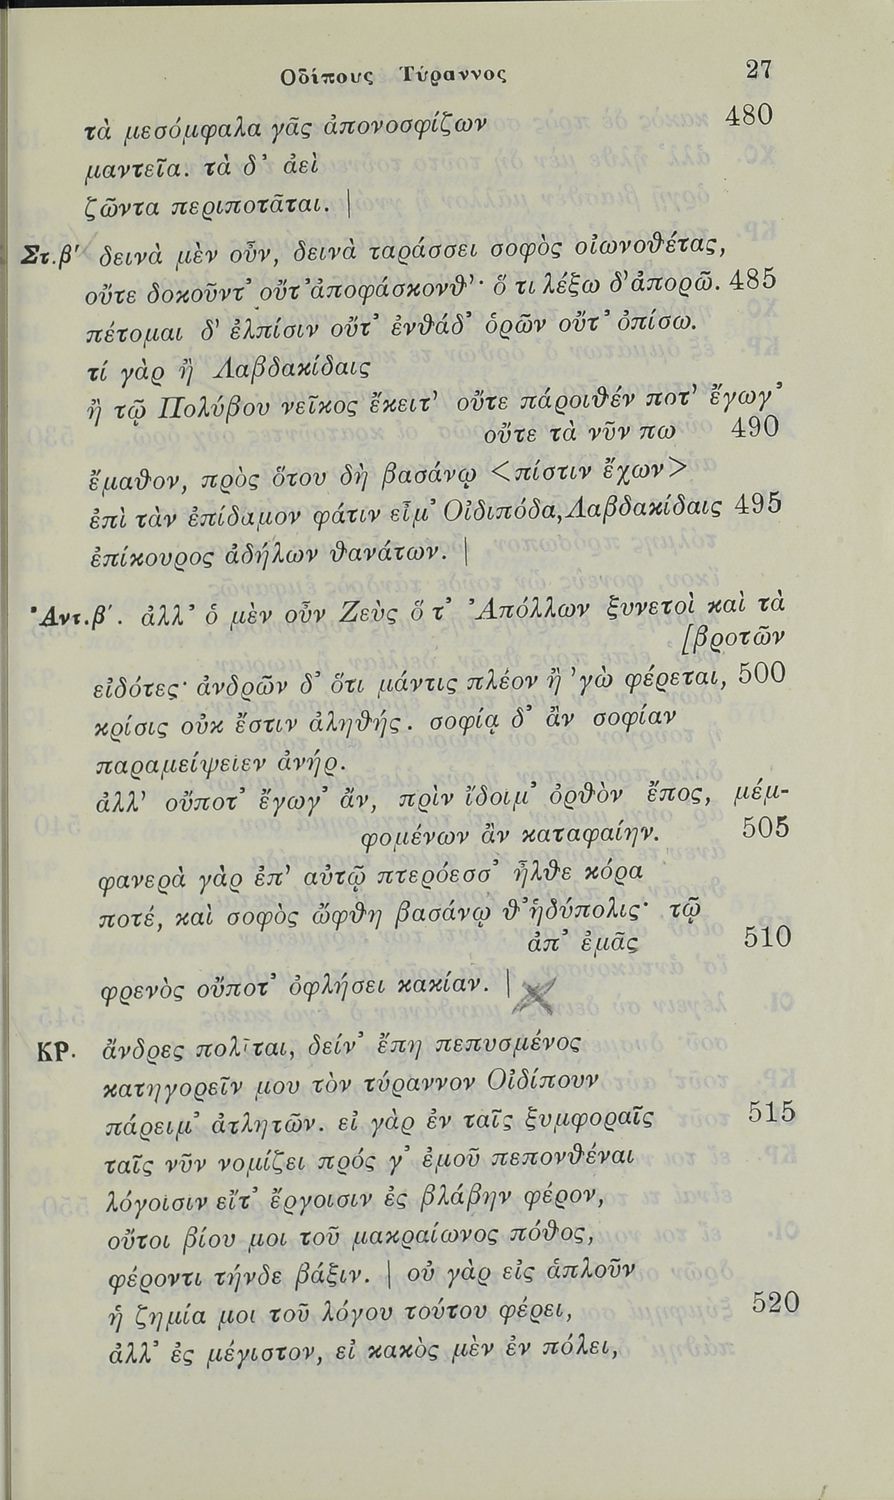 Οδίπους Τύραννος 27
τὰ μεσόμφαλα γᾶς ἀπονοσφίζων 480
μαντεῖα. τὰ δ᾽ ἀεὶ
ζῶντα περιποτᾶται. |
Στ.β′ δεινὰ μὲν οὖν, δεινὰ ταράσσει σοφὸς οἰωνοθέτας,
οὔτε δοκοῦντ᾽ οὔτ᾽ἀποφάσκονθ᾽· ὅ τι λέξω δ᾽ἀπορῶ. 485
πέτομαι δ᾽ ἐλπίσιν οὔτ᾽ ἐνθάδ᾽ ὁρῶν οὔτ᾽ ὀπίσω.
τί γὰρ ἢ Λαβδακίδαις
ἢ τῷ Πολύβου νεῖκος ἔκειτ᾽ οὔτε πάροιθέν ποτ᾽ ἔγωγ᾽
οὔτε τὰ νῦν πω 490
ἔμαθον, πρὸς ὅτου δὴ βασάνῳ <πίστιν ἔχων>
ἐπὶ τὰν ἐπίδαμον φάτιν εἶμ᾽ Οἰδιπόδα,Λαβδακίδαις 495
ἐπίκουρος ἀδήλων θανάτων. |
Ἀντ.β′. ἀλλ᾽ ὁ μὲν οὖν Ζεὺς ὅ τ᾽ Ἀπόλλων ξυνετοὶ καὶ τὰ
[βροτῶν
εἰδότες· ἀνδρῶν δ᾽ ὅτι μάντις πλέον ἢ ᾽γὼ φέρεται, 500
κρίσις οὐκ ἔστιν ἀληθής. σοφίᾳ δ᾽ ἂν σοφίαν
παραμείψειεν ἀνήρ.
ἀλλ᾽ οὔποτ᾽ ἔγωγ᾽ ἄν, πρὶν ἴδοιμ᾽ ὀρθὸν ἔπος, μέμ-
φομένων ἂν καταφαίην. 505
φανερὰ γὰρ ἐπ᾽ αὐτῷ πτερόεσσ᾽ ἦλθε κόρα
ποτέ, καὶ σοφὸς ὤφθη βασάνῳ θ᾽ἡδύπολις· τῷ
ἀπ᾽ ἐμᾶς 510
φρενὸς οὔποτ᾽ ὀφλήσει κακίαν. |
ΚΡ. ἄνδρες πολῖται, δείν᾽ ἔπη πεπυσμένος
κατηγορεῖν μου τὸν τύραννον Οἰδίπουν
πάρειμ᾽ ἀτλητῶν. εἰ γὰρ ἐν ταῖς ξυμφοραῖς 515
ταῖς νῦν νομίζει πρός γ᾽ ἐμοῦ πεπονθέναι
λόγοισιν εἴτ᾽ ἔργοισιν ἐς βλάβην φέρον,
οὔτοι βίου μοι τοῦ μακραίωνος πόθος,
φέροντι τήνδε βάξιν. | οὐ γὰρ εἰς ἁπλοῦν
ἡ ζημία μοι τοῦ λόγου τούτου φέρει, 520
ἀλλ᾽ ἐς μέγιστον, εἰ κακὸς μὲν ἐν πόλει,